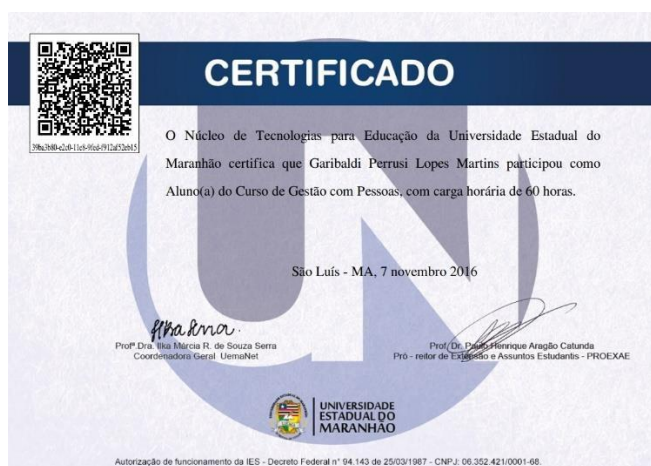 CERTIFICADO
39ba3b80-e2c0-11e8-9fed-f912af52eb15
O Núcleo de Tecnologias para Educação da Universidade Estadual do
Maranhão certifica que Garibaldi Perrusi Lopes Martins participou como
Aluno(a) do Curso de Gestão com Pessoas, com carga horária de 60 horas.
São Luís - MA, 7 novembro 2016
Ilka Serra
Profª.Dra. Ilka Márcia R. de Souza Serra
Coordenadora Geral UemaNet
Prof. Dr. Paulo Henrique Aragão Catunda
Pró - reitor de Extensão e Assuntos Estudantis - PROEXAE
UNIVERSIDADE
ESTADUAL DO
MARANHÃO
Autorização de funcionamento da IES - Decreto Federal n° 94.143 de 25/03/1987 - CNPJ: 06.352.421/0001-68.